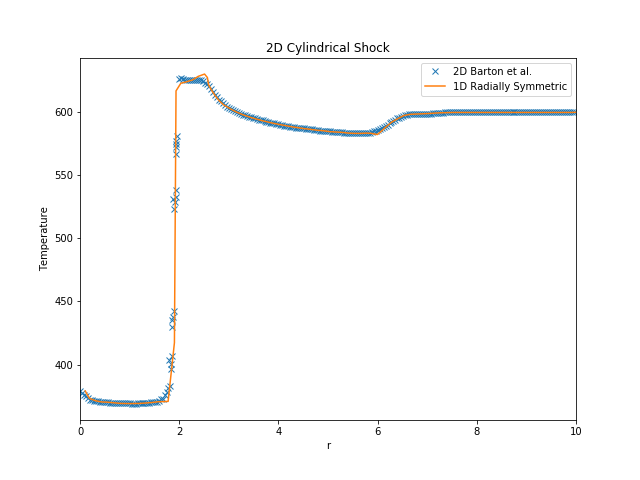 2D Cylindrical Shock
2D Barton et al.
1D Radially Symmetric
Temperature
600
550
500
450
400
0 2 4 6 8 10
r